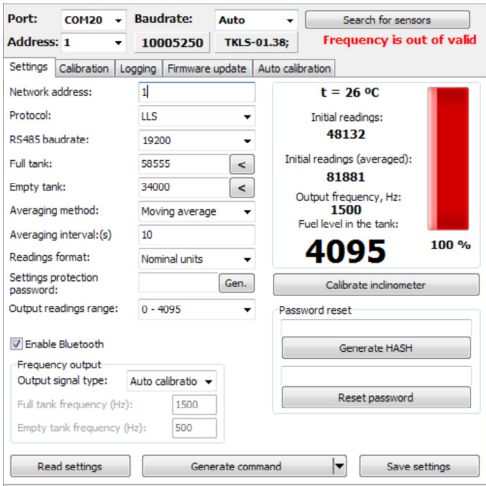 Port: COM20 Baudrate: Auto Search for sensors
Address: 1 10005250 TKLS-01.38; Frequency is out of valid
Settings Calibration Logging Firmware update Auto calibration
Network address: 1
Protocol: LLS
RS485 baudrate: 19200
Full tank: 58555 <
Empty tank: 34000 <
Averaging method: Moving average
Averaging interval:(s) 10
Readings format: Nominal units
Settings protection
password: Gen.
Output readings range: 0 - 4095
Enable Bluetooth
Frequency output
Output signal type: Auto calibratio
Full tank frequency (Hz): 1500
Empty tank frequency (Hz): 500
t = 26 ºC
Initial readings:
48132
Initial readings (averaged):
81881
Output frequency, Hz:
1500
Fuel level in the tank:
4095 100 %
Calibrate inclinometer
Password reset
Generate HASH
Reset password
Read settings Generate command Save settings